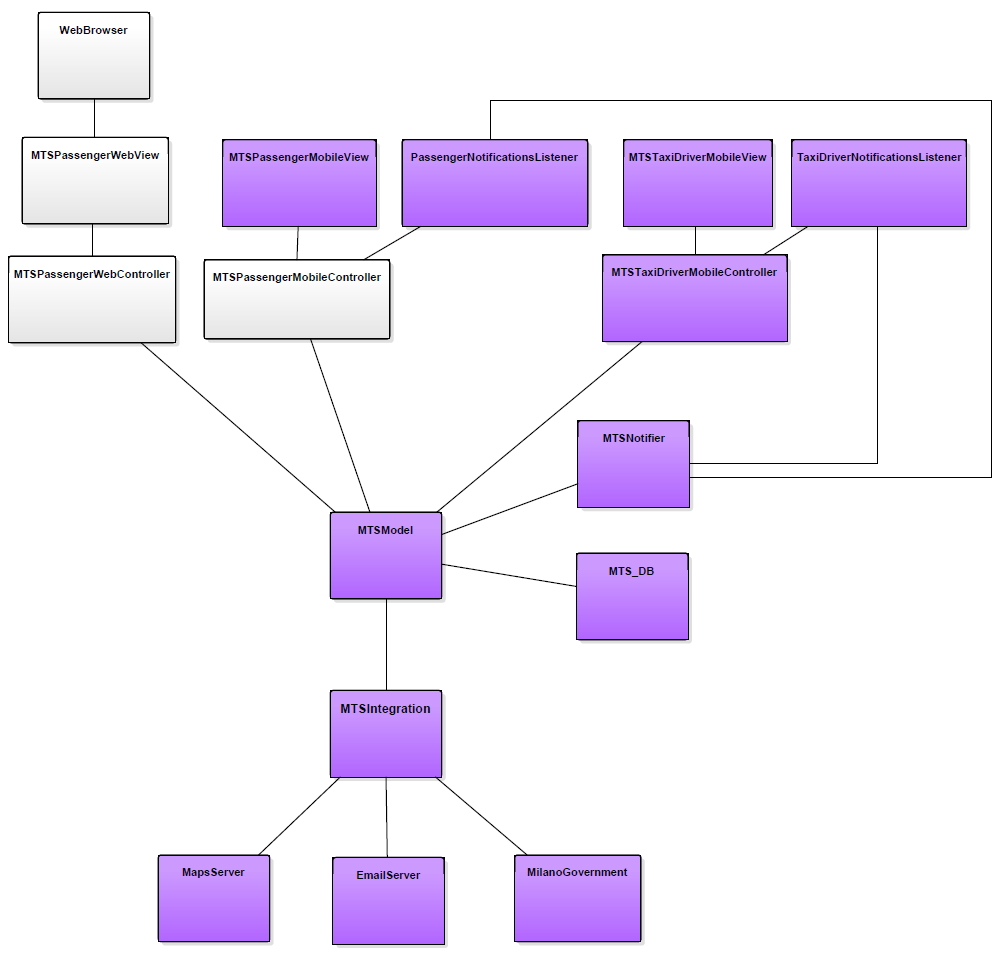 WebBrowser
MTSPassengerWebView
MTSPassengerMobileView
PassengerNotificationsListener
MTSTaxiDriverMobileView
TaxiDriverNotificationsListener
MTSPassengerWebController
MTSPassengerMobileController
MTSTaxiDriverMobileController
MTSNotifier
MTSModel
MTS_DB
MTSIntegration
MapsServer
EmailServer
MilanoGovernment